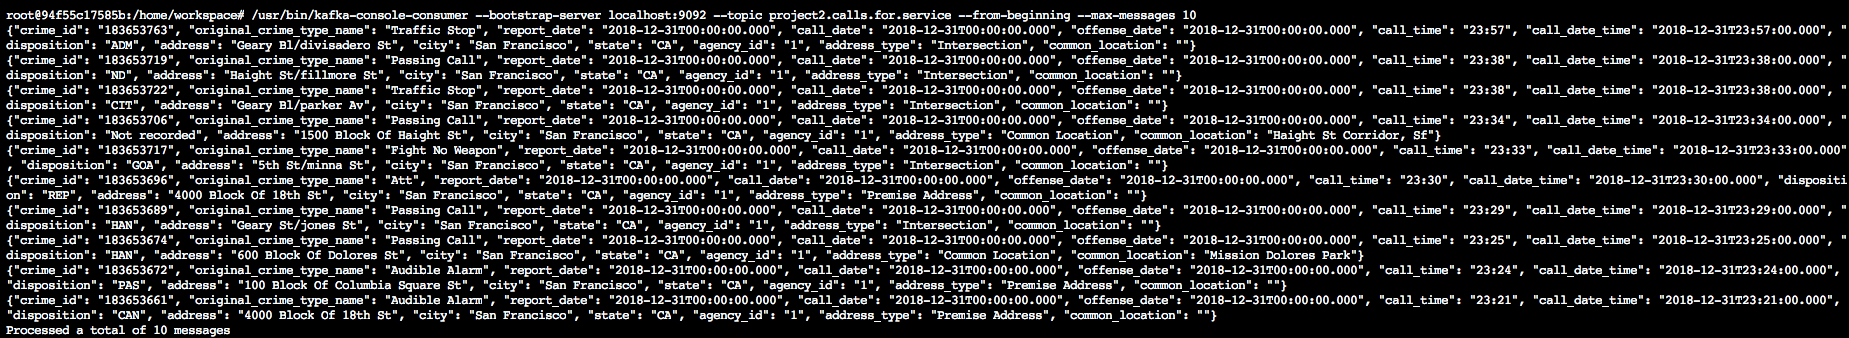 root@94f55c17585b:/home/workspace# /usr/bin/kafka-console-consumer --bootstrap-server localhost:9092 --topic project2.calls.for.service --from-beginning --max-messages 10
{"crime_id": "183653763", "original_crime_type_name": "Traffic Stop", "report_date": "2018-12-31T00:00:00.000", "call_date": "2018-12-31T00:00:00.000", "offense_date": "2018-12-31T00:00:00.000", "call_time": "23:57", "call_date_time": "2018-12-31T23:57:00.000", "
disposition": "ADM", "address": "Geary Bl/divisadero St", "city": "San Francisco", "state": "CA", "agency_id": "1", "address_type": "Intersection", "common_location": ""}
{"crime_id": "183653719", "original_crime_type_name": "Passing Call", "report_date": "2018-12-31T00:00:00.000", "call_date": "2018-12-31T00:00:00.000", "offense_date": "2018-12-31T00:00:00.000", "call_time": "23:38", "call_date_time": "2018-12-31T23:38:00.000", "
disposition": "ND", "address": "Haight St/fillmore St", "city": "San Francisco", "state": "CA", "agency_id": "1", "address_type": "Intersection", "common_location": ""}
{"crime_id": "183653722", "original_crime_type_name": "Traffic Stop", "report_date": "2018-12-31T00:00:00.000", "call_date": "2018-12-31T00:00:00.000", "offense_date": "2018-12-31T00:00:00.000", "call_time": "23:38", "call_date_time": "2018-12-31T23:38:00.000", "
disposition": "CIT", "address": "Geary Bl/parker Av", "city": "San Francisco", "state": "CA", "agency_id": "1", "address_type": "Intersection", "common_location": ""}
{"crime_id": "183653706", "original_crime_type_name": "Passing Call", "report_date": "2018-12-31T00:00:00.000", "call_date": "2018-12-31T00:00:00.000", "offense_date": "2018-12-31T00:00:00.000", "call_time": "23:34", "call_date_time": "2018-12-31T23:34:00.000", "
disposition": "Not recorded", "address": "1500 Block Of Haight St", "city": "San Francisco", "state": "CA", "agency_id": "1", "address_type": "Common Location", "common_location": "Haight St Corridor, Sf"}
{"crime_id": "183653717", "original_crime_type_name": "Fight No Weapon", "report_date": "2018-12-31T00:00:00.000", "call_date": "2018-12-31T00:00:00.000", "offense_date": "2018-12-31T00:00:00.000", "call_time": "23:33", "call_date_time": "2018-12-31T23:33:00.000"
, "disposition": "GOA", "address": "5th St/minna St", "city": "San Francisco", "state": "CA", "agency_id": "1", "address_type": "Intersection", "common_location": ""}
{"crime_id": "183653696", "original_crime_type_name": "Att", "report_date": "2018-12-31T00:00:00.000", "call_date": "2018-12-31T00:00:00.000", "offense_date": "2018-12-31T00:00:00.000", "call_time": "23:30", "call_date_time": "2018-12-31T23:30:00.000", "dispositi
on": "REP", "address": "4000 Block Of 18th St", "city": "San Francisco", "state": "CA", "agency_id": "1", "address_type": "Premise Address", "common_location": ""}
{"crime_id": "183653689", "original_crime_type_name": "Passing Call", "report_date": "2018-12-31T00:00:00.000", "call_date": "2018-12-31T00:00:00.000", "offense_date": "2018-12-31T00:00:00.000", "call_time": "23:29", "call_date_time": "2018-12-31T23:29:00.000", "
disposition": "HAN", "address": "Geary St/jones St", "city": "San Francisco", "state": "CA", "agency_id": "1", "address_type": "Intersection", "common_location": ""}
{"crime_id": "183653674", "original_crime_type_name": "Passing Call", "report_date": "2018-12-31T00:00:00.000", "call_date": "2018-12-31T00:00:00.000", "offense_date": "2018-12-31T00:00:00.000", "call_time": "23:25", "call_date_time": "2018-12-31T23:25:00.000", "
disposition": "HAN", "address": "600 Block Of Dolores St", "city": "San Francisco", "state": "CA", "agency_id": "1", "address_type": "Common Location", "common_location": "Mission Dolores Park"}
{"crime_id": "183653672", "original_crime_type_name": "Audible Alarm", "report_date": "2018-12-31T00:00:00.000", "call_date": "2018-12-31T00:00:00.000", "offense_date": "2018-12-31T00:00:00.000", "call_time": "23:24", "call_date_time": "2018-12-31T23:24:00.000", 
"disposition": "PAS", "address": "100 Block Of Columbia Square St", "city": "San Francisco", "state": "CA", "agency_id": "1", "address_type": "Premise Address", "common_location": ""}
{"crime_id": "183653661", "original_crime_type_name": "Audible Alarm", "report_date": "2018-12-31T00:00:00.000", "call_date": "2018-12-31T00:00:00.000", "offense_date": "2018-12-31T00:00:00.000", "call_time": "23:21", "call_date_time": "2018-12-31T23:21:00.000", 
"disposition": "CAN", "address": "4000 Block Of 18th St", "city": "San Francisco", "state": "CA", "agency_id": "1", "address_type": "Premise Address", "common_location": ""}
Processed a total of 10 messages